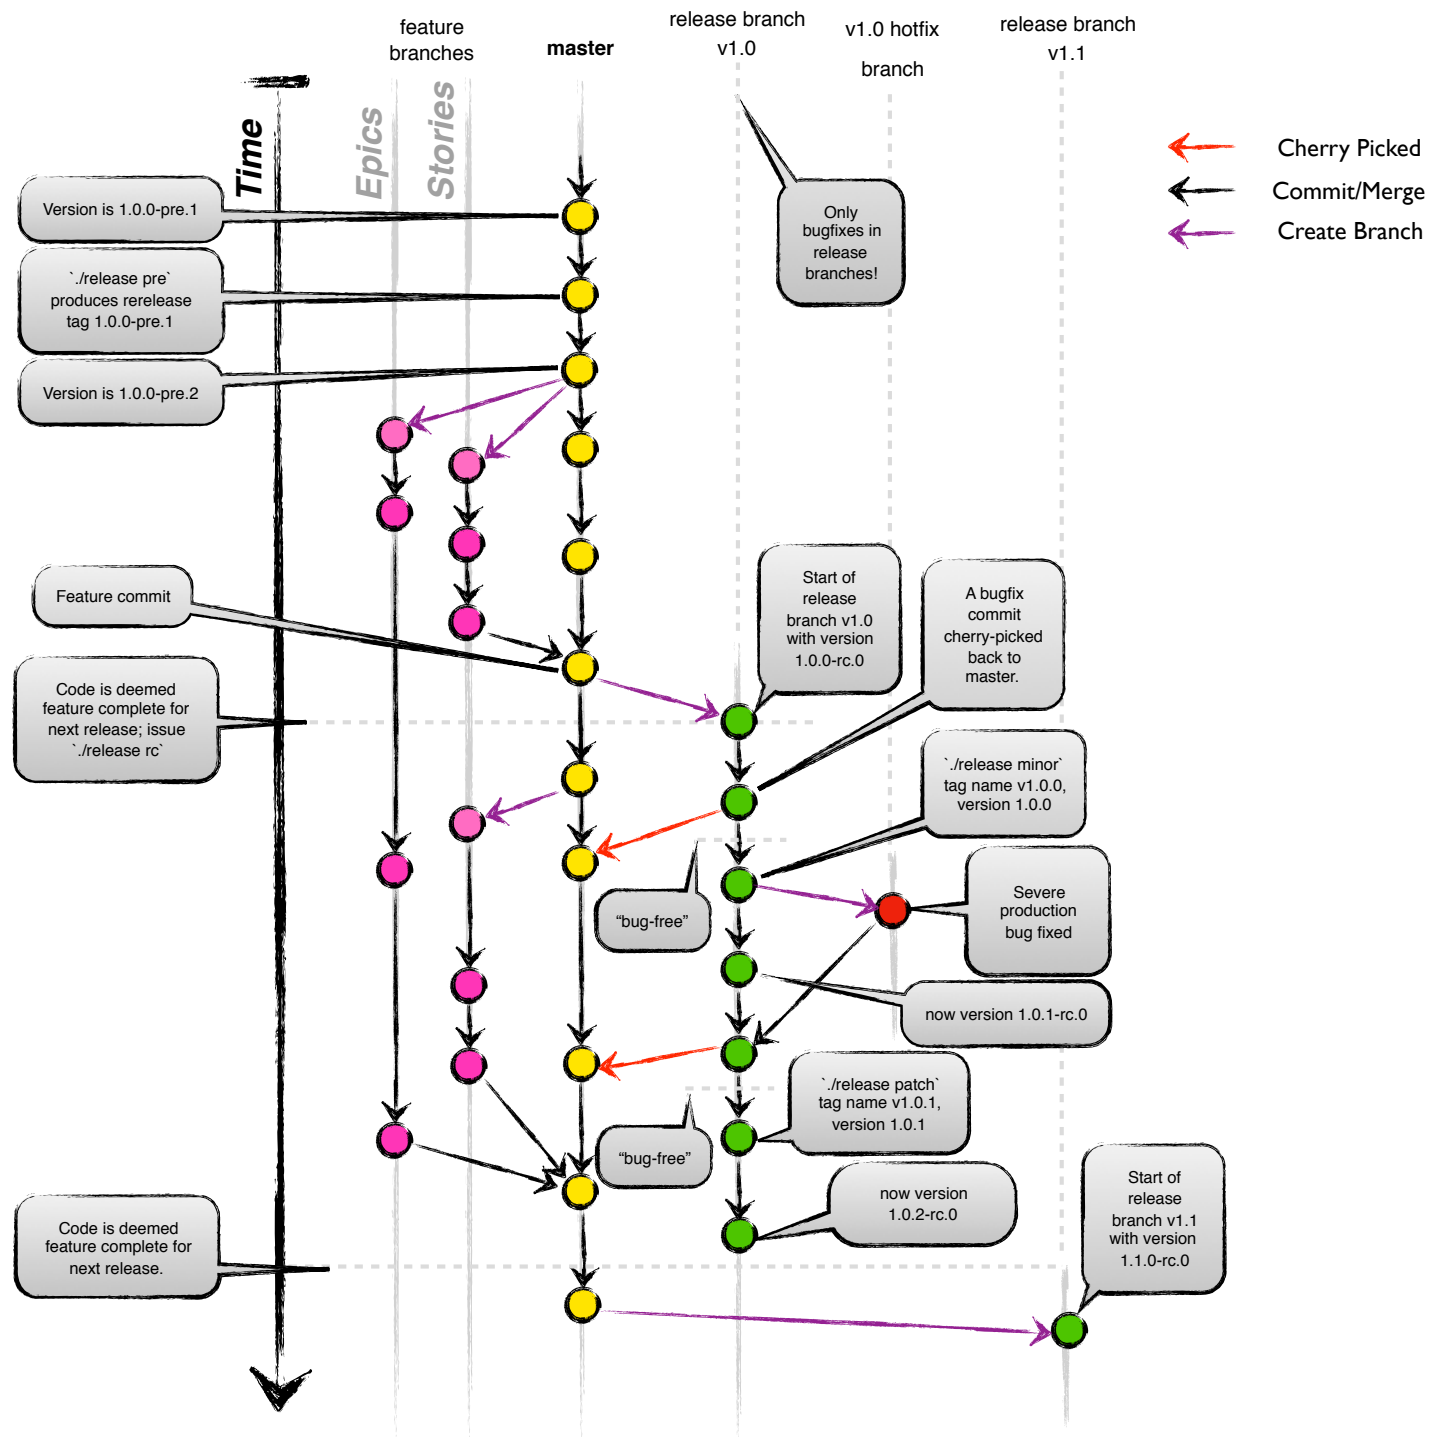 feature
branches
master
release branch
v1.0
v1.0 hotfix
branch
release branch
v1.1
Time
Epics
Stories
Cherry Picked
Commit/Merge
Create Branch
Version is 1.0.0-pre.1
Only
bugfixes in
release
branches!
`./release pre`
produces rerelease
tag 1.0.0-pre.1
Version is 1.0.0-pre.2
Feature commit
Start of
release
branch v1.0
with version
1.0.0-rc.0
A bugfix
commit
cherry-picked
back to
master.
Code is deemed
feature complete for
next release; issue
`./release rc`
`./release minor`
tag name v1.0.0,
version 1.0.0
“bug-free”
Severe
production
bug fixed
now version 1.0.1-rc.0
`./release patch`
tag name v1.0.1,
version 1.0.1
“bug-free”
now version
1.0.2-rc.0
Start of
release
branch v1.1
with version
1.1.0-rc.0
Code is deemed
feature complete for
next release.